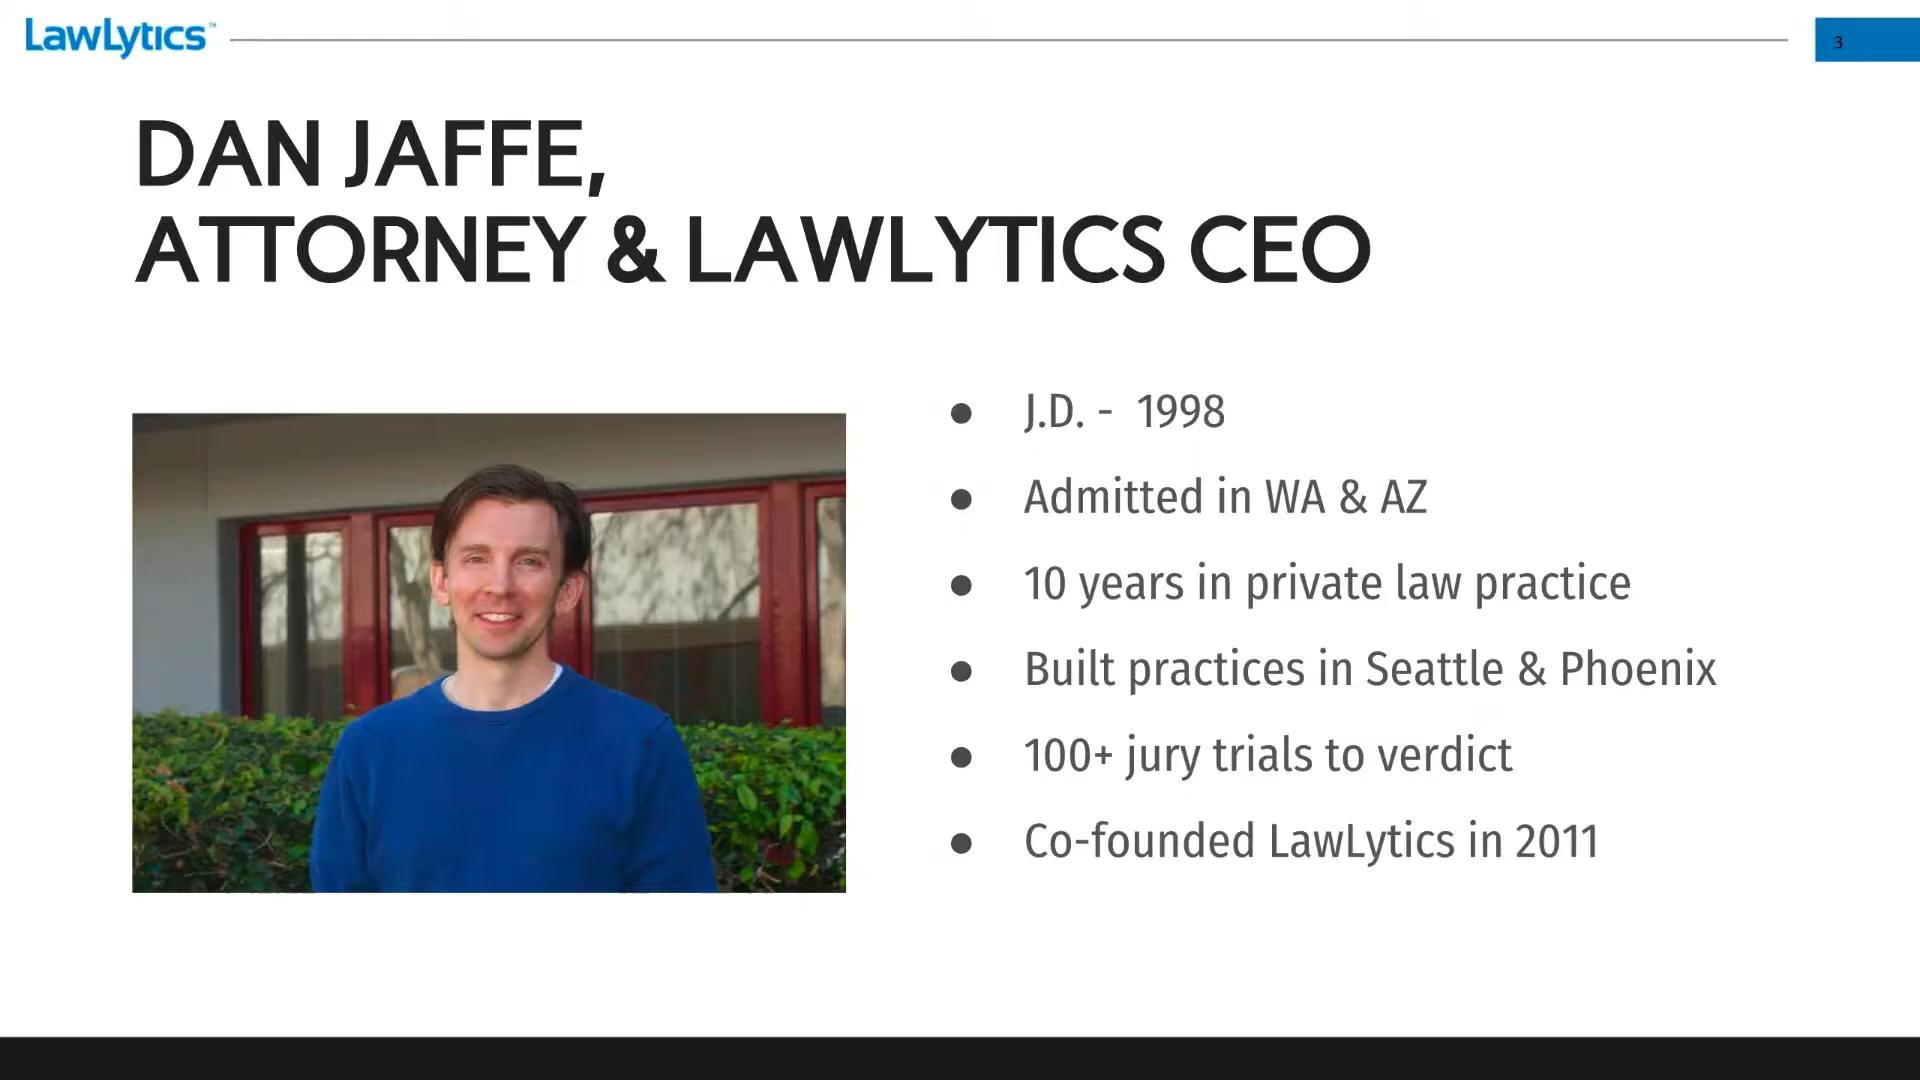 LawLytics™
3
DAN JAFFE,
ATTORNEY & LAWLYTICS CEO
● J.D. -  1998
● Admitted in WA & AZ
● 10 years in private law practice
● Built practices in Seattle & Phoenix
● 100+ jury trials to verdict
● Co-founded LawLytics in 2011